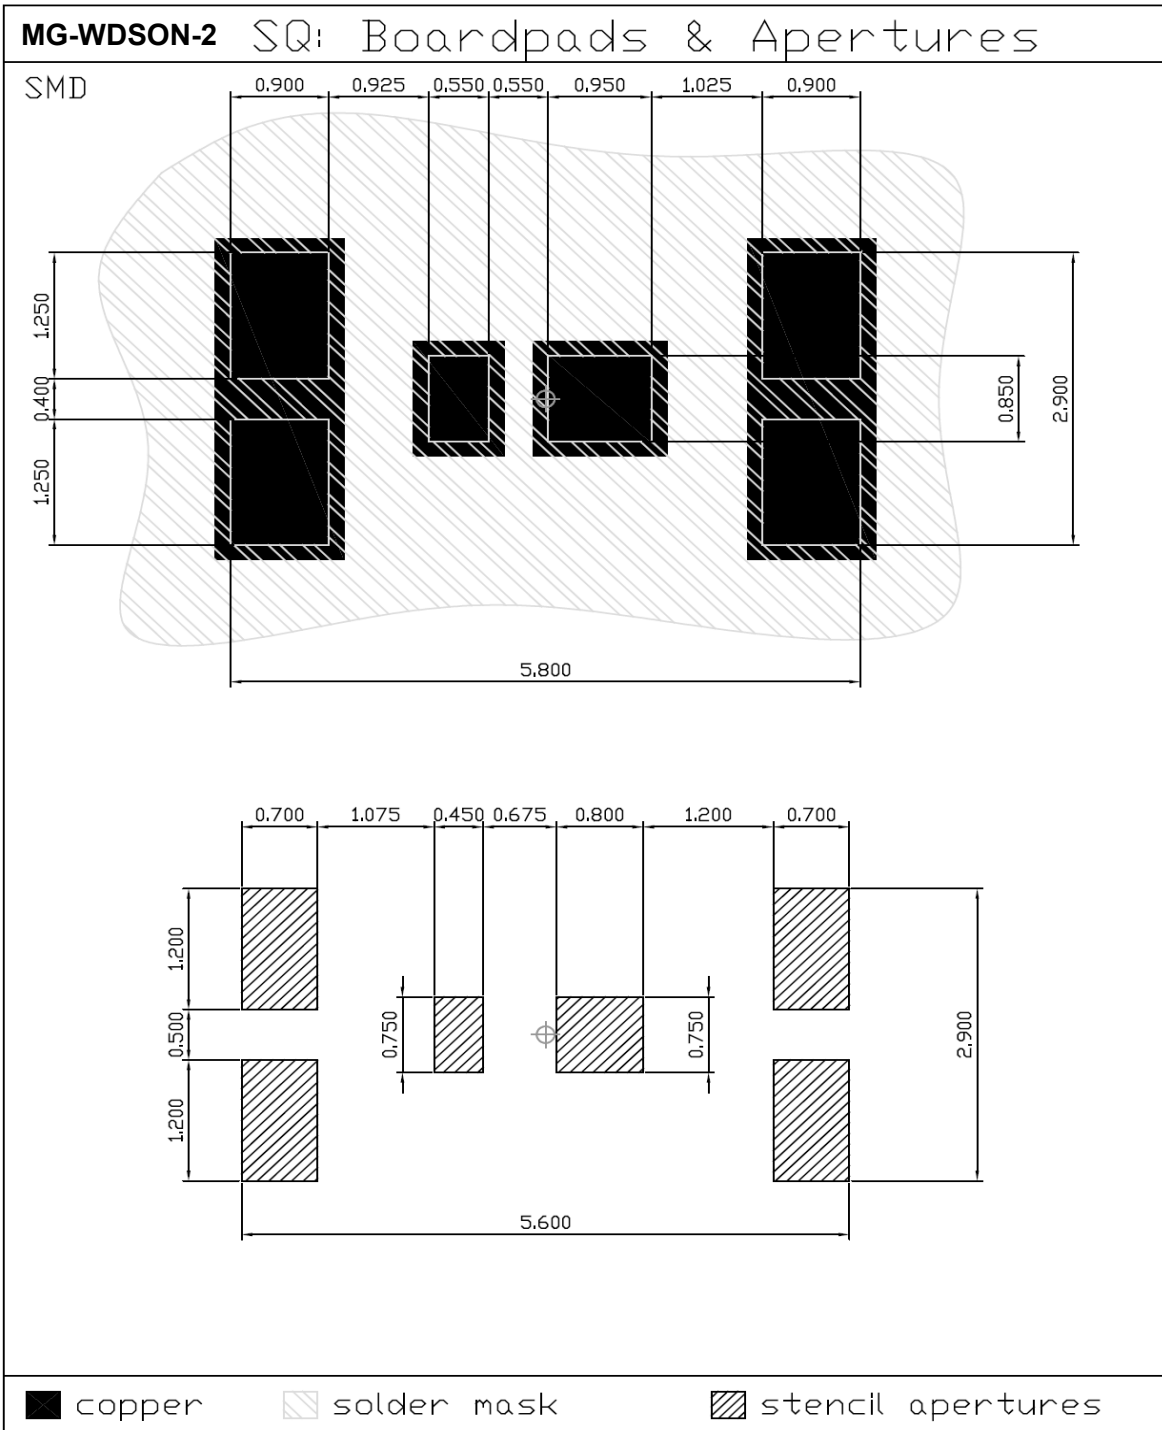 MG-WDSON-2 SQ: Boardpads & Apertures
SMD
0.900 0.925 0.550 0.550 0.950 1.025 0.900
1.250
0.400
1.250
0.850
2.900
5.800
0.700 1.075 0.450 0.675 0.800 1.200 0.700
1.200
0.500
1.200
0.750
0.750
2.900
5.600
copper solder mask stencil apertures